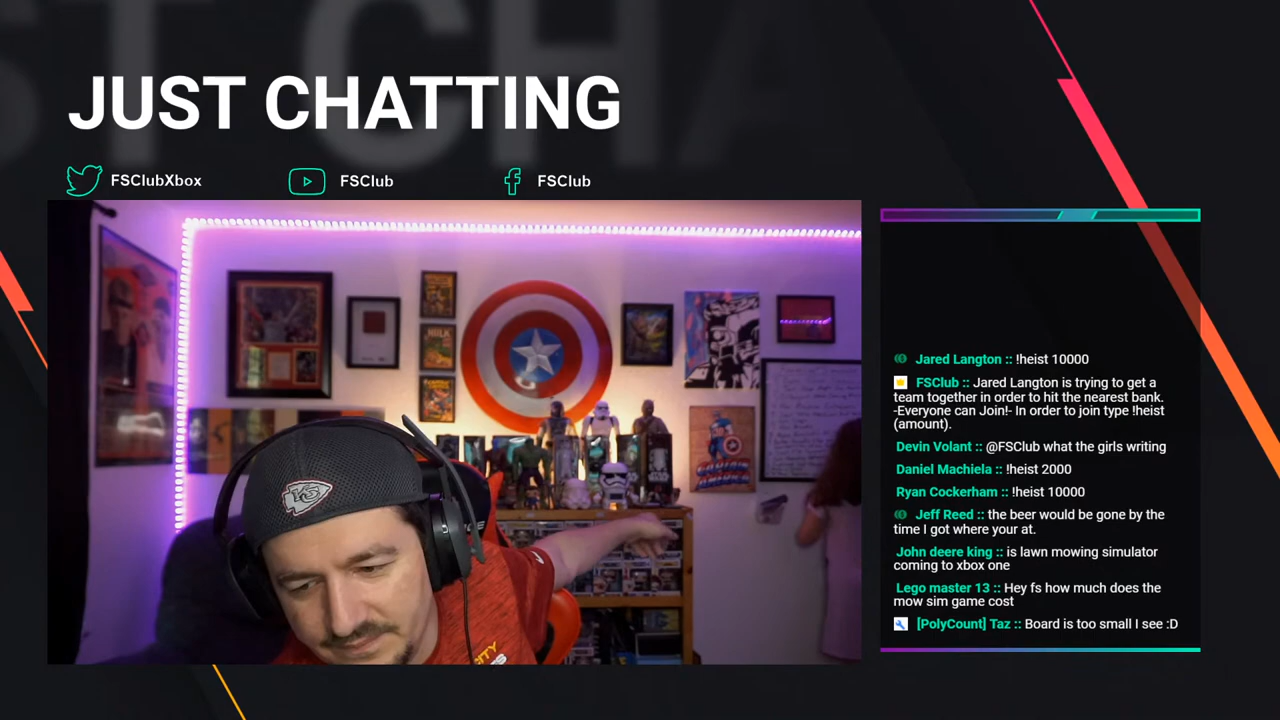 JUST CHATTING
FSClubXbox
FSClub
FSClub
Jared Langton :: !heist 10000
FSClub :: Jared Langton is trying to get a
team together in order to hit the nearest bank.
-Everyone can Join!- In order to join type !heist
(amount).
Devin Volant :: @FSClub what the girls writing
Daniel Machiela :: !heist 2000
Ryan Cockerham :: !heist 10000
Jeff Reed :: the beer would be gone by the
time I got where your at.
John deere king :: is lawn mowing simulator
coming to xbox one
Lego master 13 :: Hey fs how much does the
mow sim game cost
[PolyCount] Taz :: Board is too small I see :D
HULK
KC
CITY